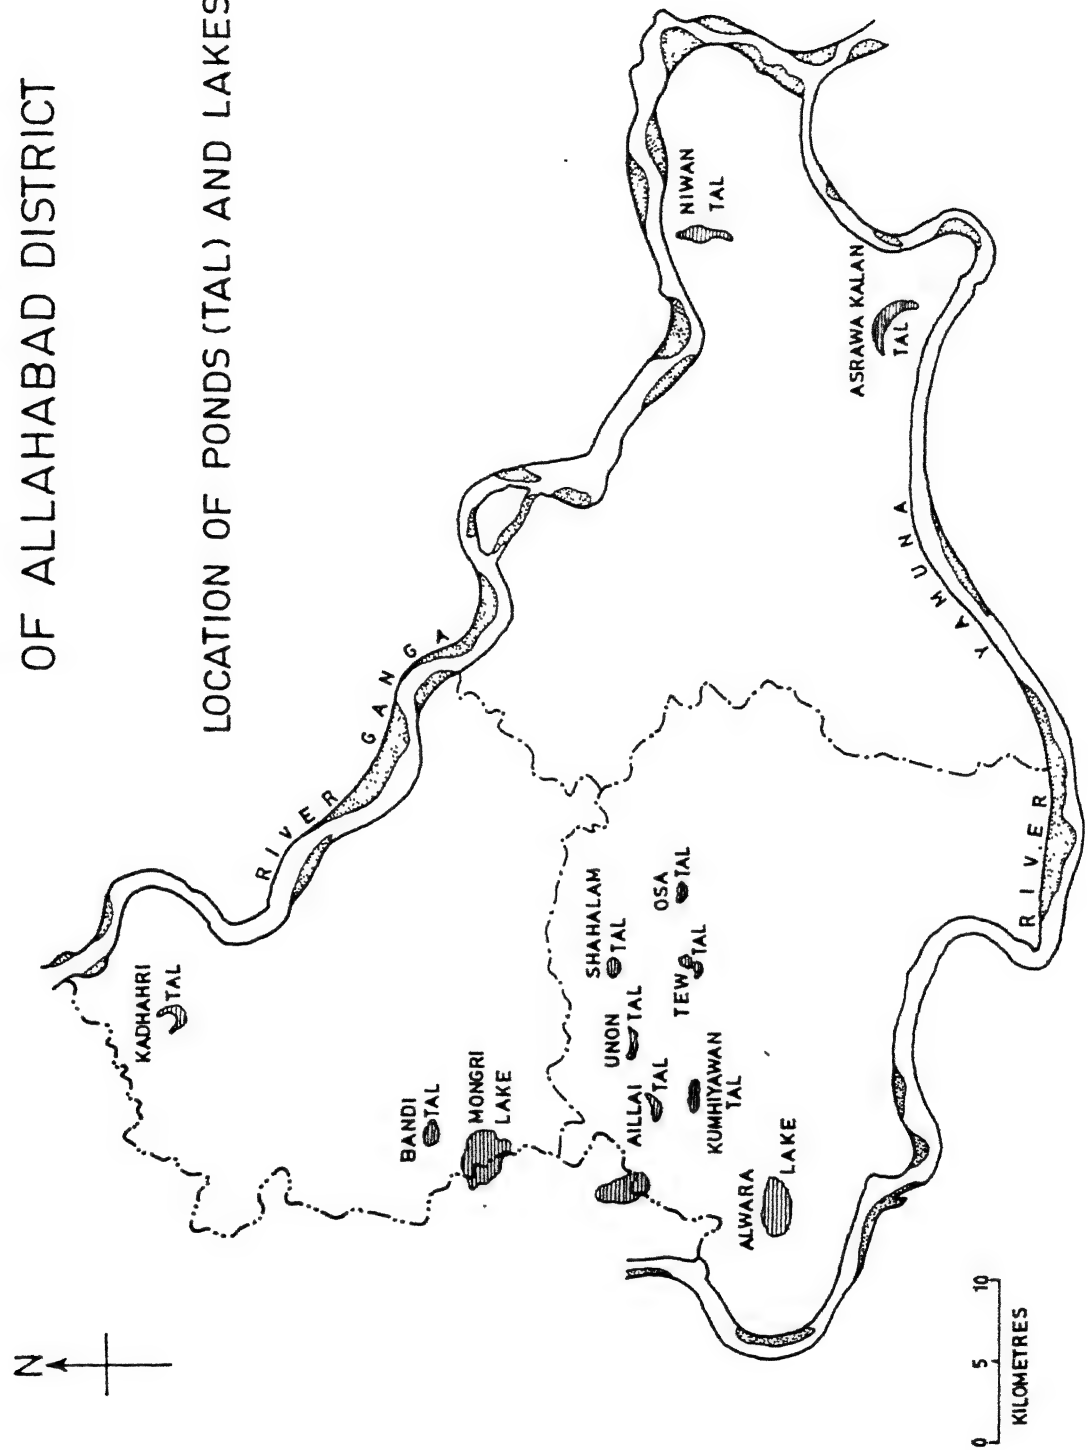 OF ALLAHABAD DISTRICT
LOCATION OF PONDS (TAL) AND LAKES
N
RIVER GANGA
KADHAHRI
TAL
BANDI
TAL
MONGRI
LAKE
SHAHALAM
TAL
UNON
TAL
AILLAI
TAL
OSA
TAL
TEW
TAL
KUMHIYAWAN
TAL
ALWARA
LAKE
NIWAN
TAL
ASRAWA KALAN
TAL
RIVER YAMUNA
0 5 10
KILOMETRES